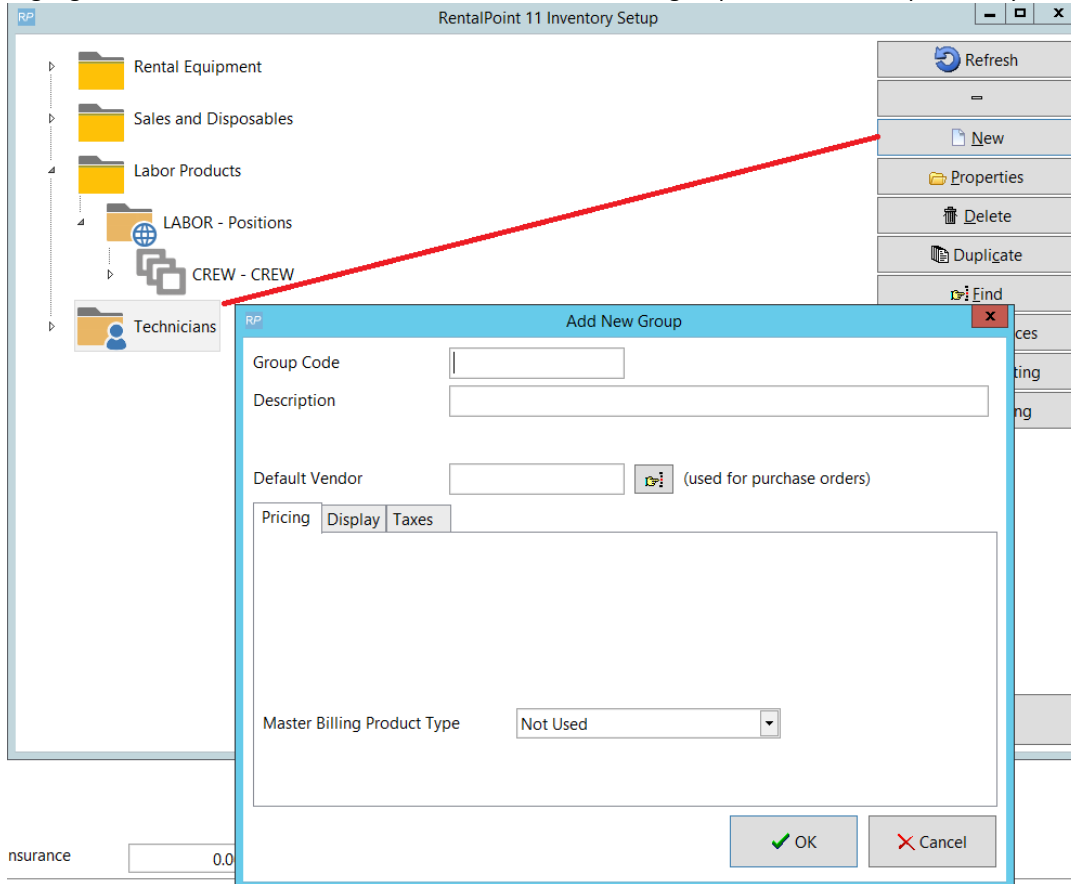 RP RentalPoint 11 Inventory Setup
Rental Equipment
Sales and Disposables
Labor Products
LABOR - Positions
CREW - CREW
Technicians
Refresh
New
Properties
Delete
Duplicate
Find
ces
ting
ng
RP Add New Group x
Group Code
Description
Default Vendor (used for purchase orders)
Pricing Display Taxes
Master Billing Product Type Not Used
OK Cancel
nsurance 0.0